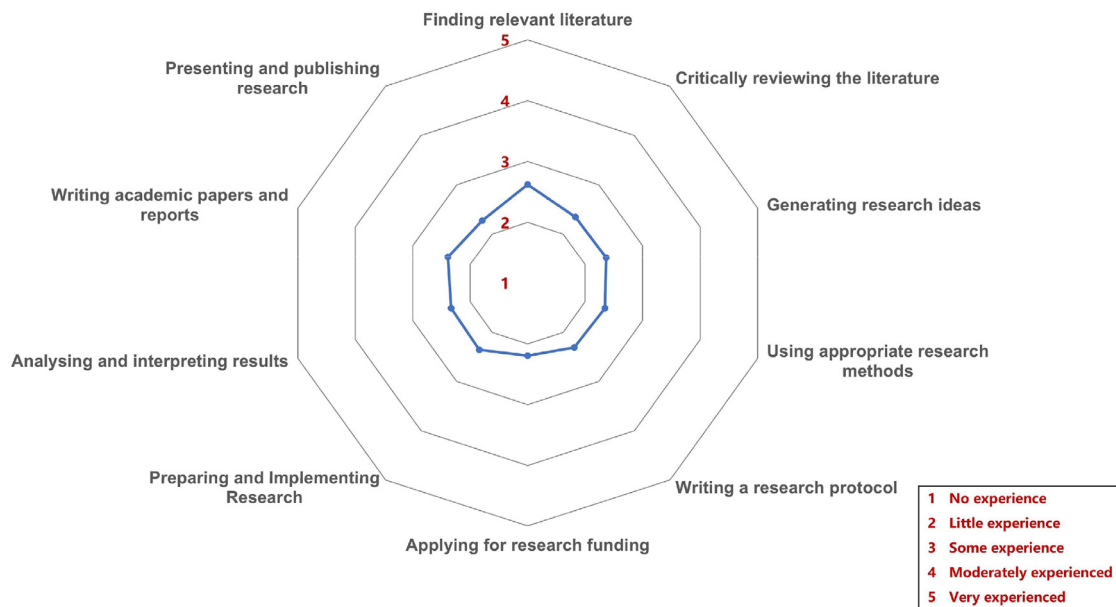 Finding relevant literature
5
Presenting and publishing
research
Critically reviewing the literature
4
3
Writing academic papers and
reports
Generating research ideas
2
1
Analysing and interpreting results
Using appropriate research
methods
Preparing and Implementing
Research
Writing a research protocol
Applying for research funding
1 No experience
2 Little experience
3 Some experience
4 Moderately experienced
5 Very experienced